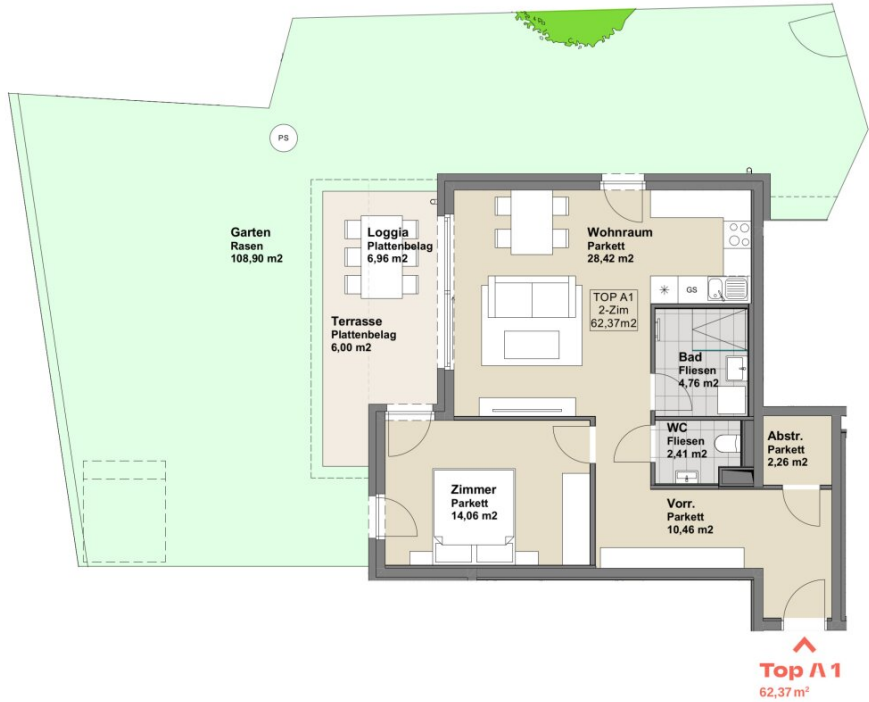 PS
Garten
Rasen
108,90 m2
Loggia
Plattenbelag
6,96 m2
Wohnraum
Parkett
28,42 m2
GS
TOP A1
2-Zim
62,37m2
Terrasse
Plattenbelag
6,00 m2
Bad
Fliesen
4,76 m2
WC
Fliesen
2,41 m2
Abstr.
Parkett
2,26 m2
Zimmer
Parkett
14,06 m2
Vorr.
Parkett
10,46 m2
Top A 1
62,37 m²